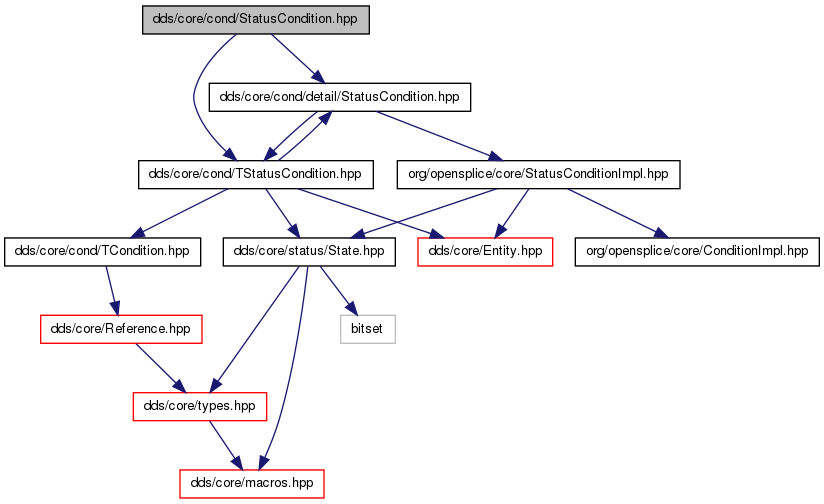 dds/core/cond/StatusCondition.hpp
dds/core/cond/detail/StatusCondition.hpp
dds/core/cond/TStatusCondition.hpp
org/opensplice/core/StatusConditionImpl.hpp
dds/core/cond/TCondition.hpp
dds/core/status/State.hpp
dds/core/Entity.hpp
org/opensplice/core/ConditionImpl.hpp
dds/core/Reference.hpp
bitset
dds/core/types.hpp
dds/core/macros.hpp